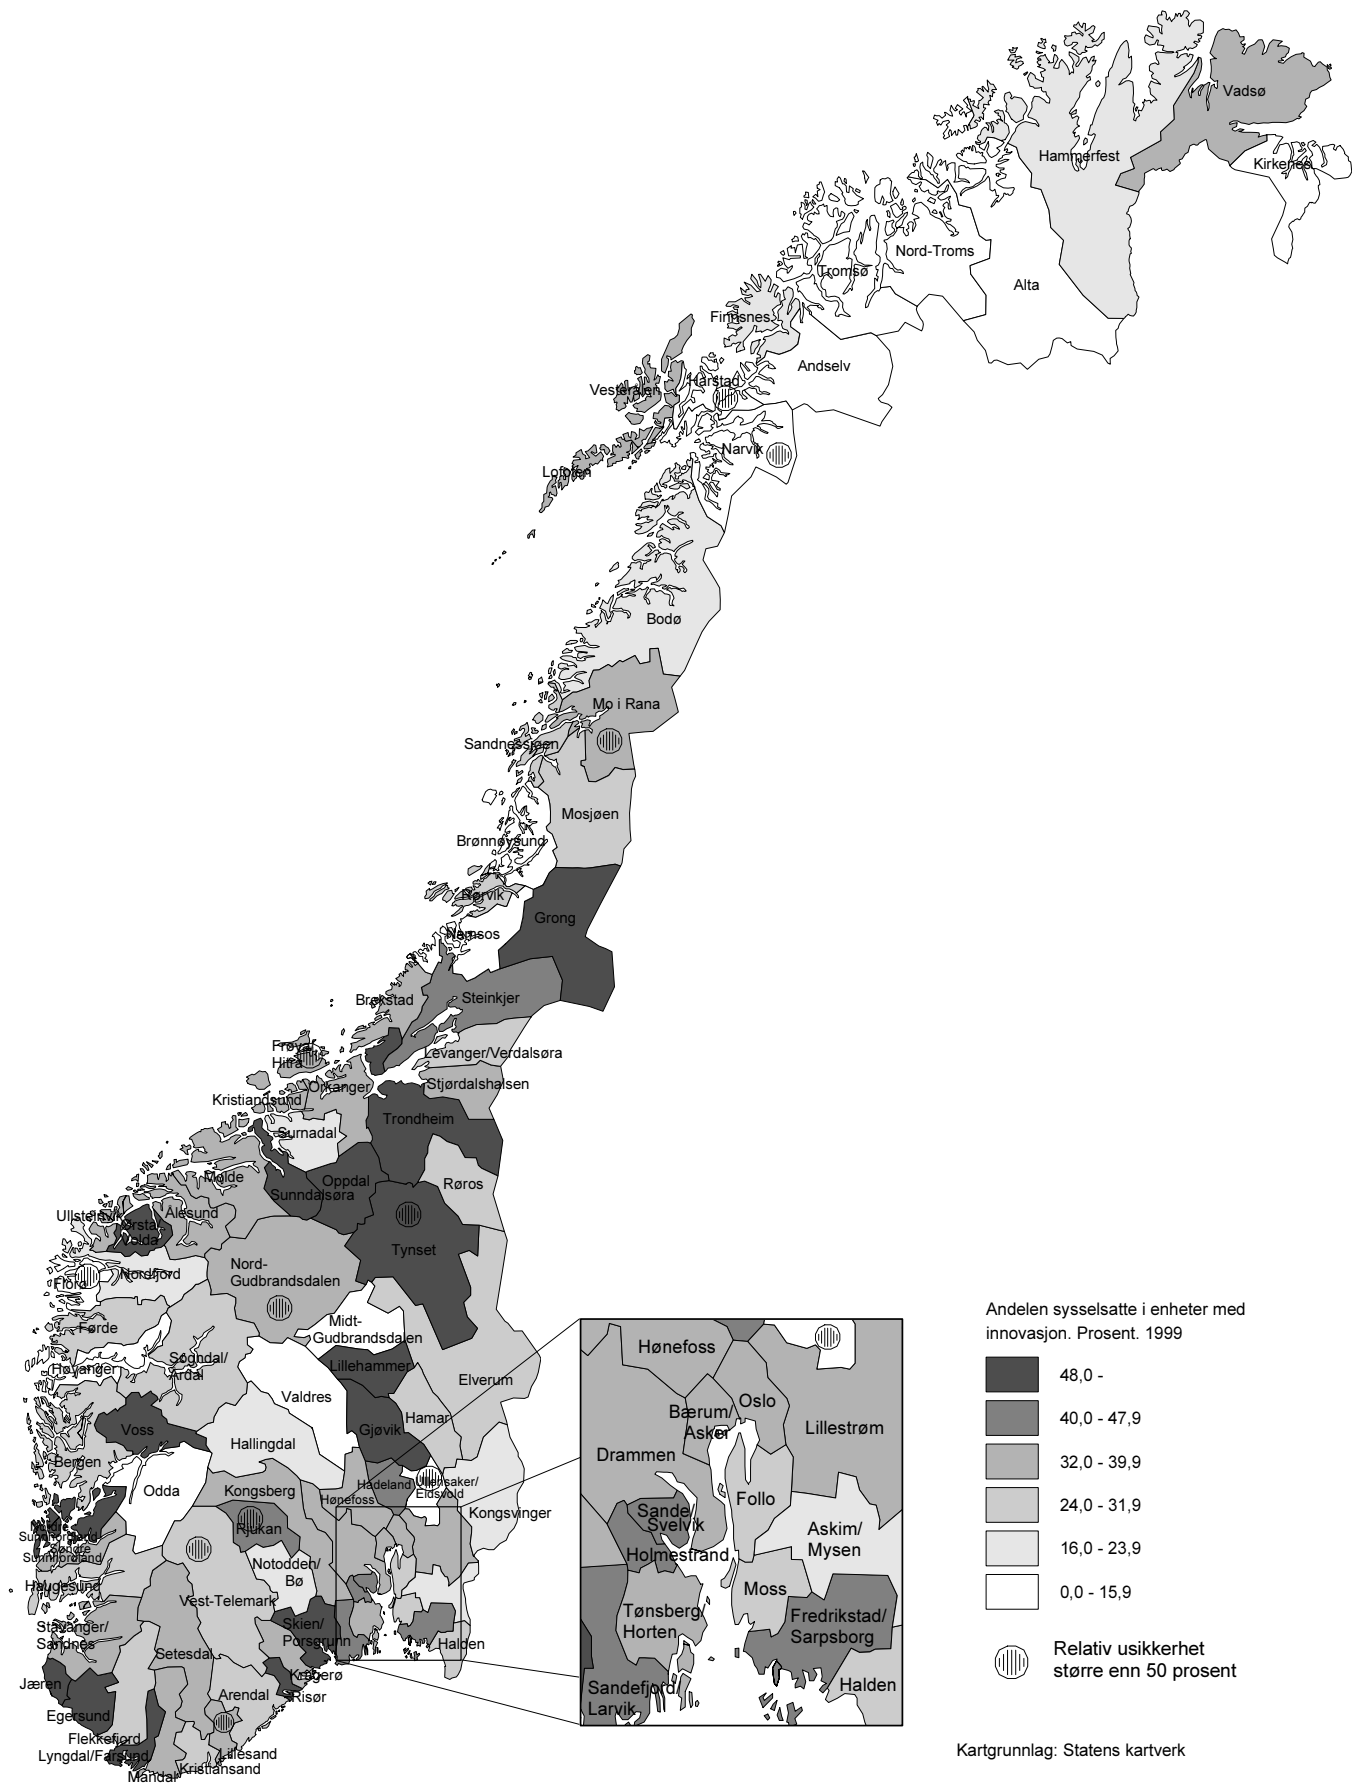 Vadsø
Kirkenes
Hammerfest
Nord-Troms
Tromsø
Alta
Finnsnes
Andselv
Harstad
Vesterålen
Narvik
Lofoten
Bodø
Mo i Rana
Sandnessjøen
Mosjøen
Brønnøysund
Rørvik
Grong
Namsos
Steinkjer
Brekstad
Frøya/
Hitra
Levanger/Verdalsøra
Orkanger
Stjørdalshalsen
Kristiandsund
Trondheim
Surnadal
Molde
Oppdal
Sunndalsøra
Røros
Ullsteinvik
Ålesund
Ørsta/
Volda
Tynset
Nord-
Gudbrandsdalen
Nordfjord
Florø
Førde
Midt-
Gudbrandsdalen
Høyanger
Sogndal/
Årdal
Lillehammer
Elverum
Valdres
Voss
Gjøvik
Hamar
Hallingdal
Bergen
Odda
Kongsberg
Hønefoss
Hadeland
Ullensaker/
Eidsvold
Kongsvinger
Rjukan
Nordre
Sunnhordland
Søndre
Sunnhordland
Notodden/
Bø
Haugesund
Vest-Telemark
Stavanger/
Sandnes
Skien/
Porsgrunn
Halden
Setesdal
Kragerø
Jæren
Arendal
Risør
Egersund
Flekkefjord
Lyngdal/Farsund
Lillesand
Kristiansand
Mandal
Hønefoss
Oslo
Bærum/
Asker
Lillestrøm
Drammen
Follo
Sande/
Svelvik
Askim/
Mysen
Holmestrand
Moss
Tønsberg/
Horten
Fredrikstad/
Sarpsborg
Sandefjord/
Larvik
Halden
Andelen sysselsatte i enheter med
innovasjon. Prosent. 1999
48,0 -
40,0 - 47,9
32,0 - 39,9
24,0 - 31,9
16,0 - 23,9
0,0 - 15,9
Relativ usikkerhet
større enn 50 prosent
Kartgrunnlag: Statens kartverk